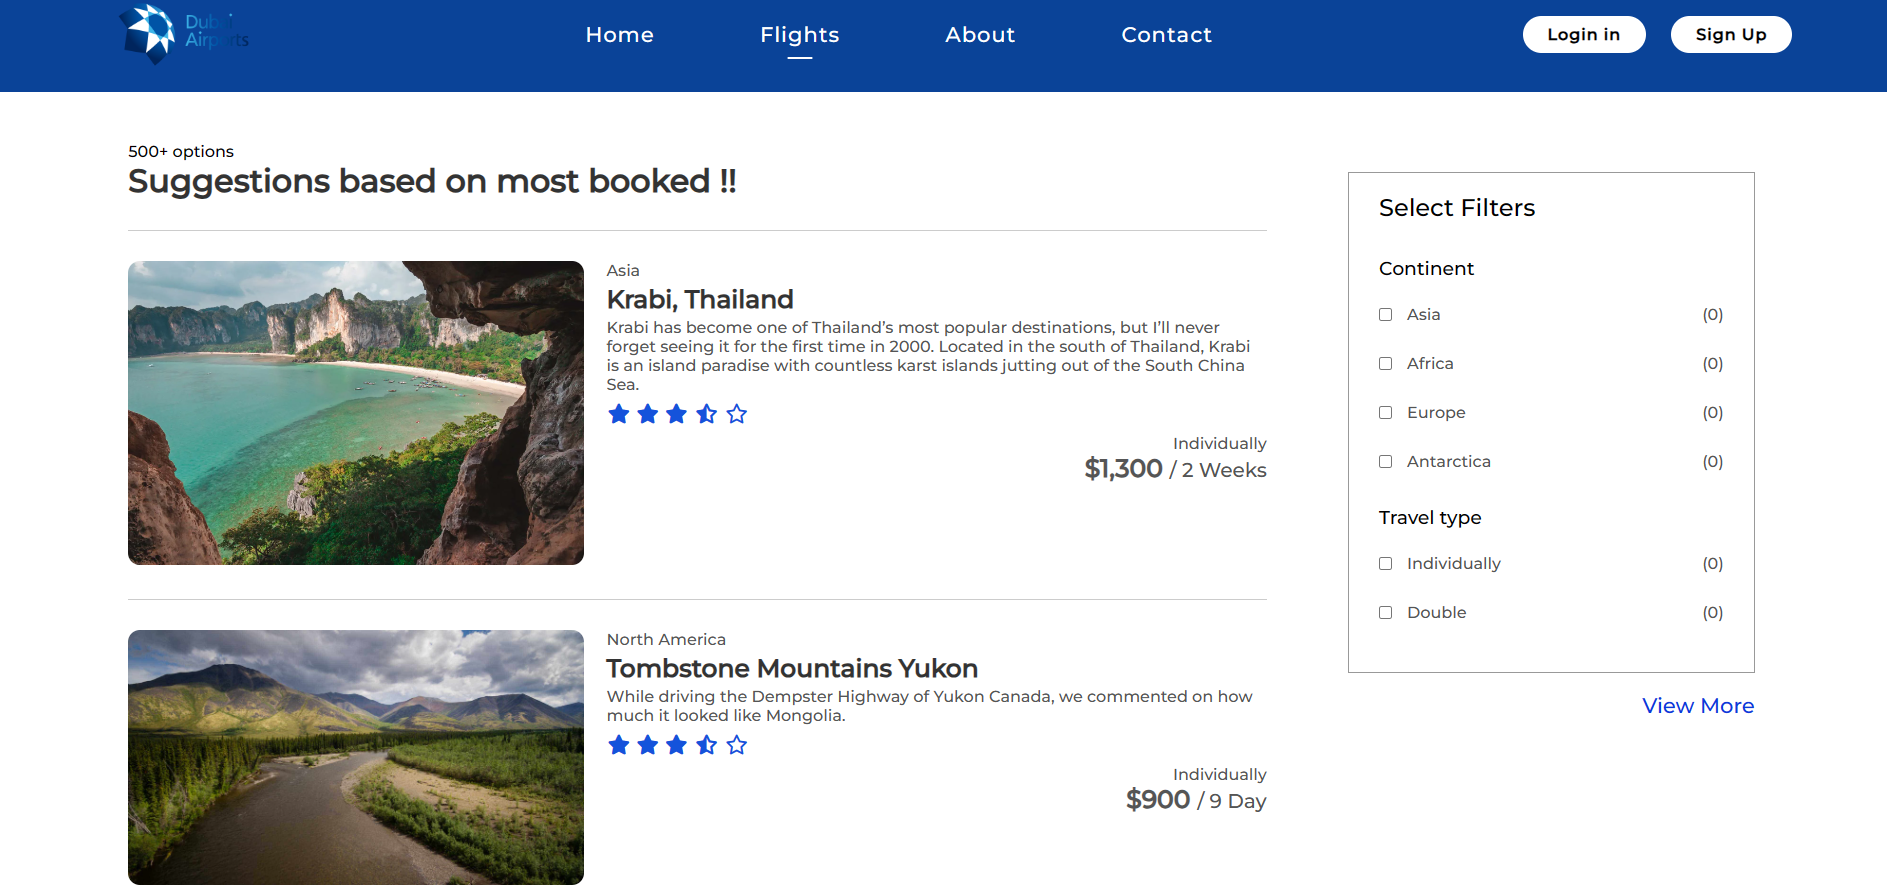 Dubai
Airports
Home
Flights
About
Contact
Login in
Sign Up
500+ options
Suggestions based on most booked !!
Asia
Krabi, Thailand
Krabi has become one of Thailand’s most popular destinations, but I’ll never
forget seeing it for the first time in 2000. Located in the south of Thailand, Krabi
is an island paradise with countless karst islands jutting out of the South China
Sea.
Individually
$1,300 / 2 Weeks
North America
Tombstone Mountains Yukon
While driving the Dempster Highway of Yukon Canada, we commented on how
much it looked like Mongolia.
Individually
$900 / 9 Day
Select Filters
Continent
Asia (0)
Africa (0)
Europe (0)
Antarctica (0)
Travel type
Individually (0)
Double (0)
View More